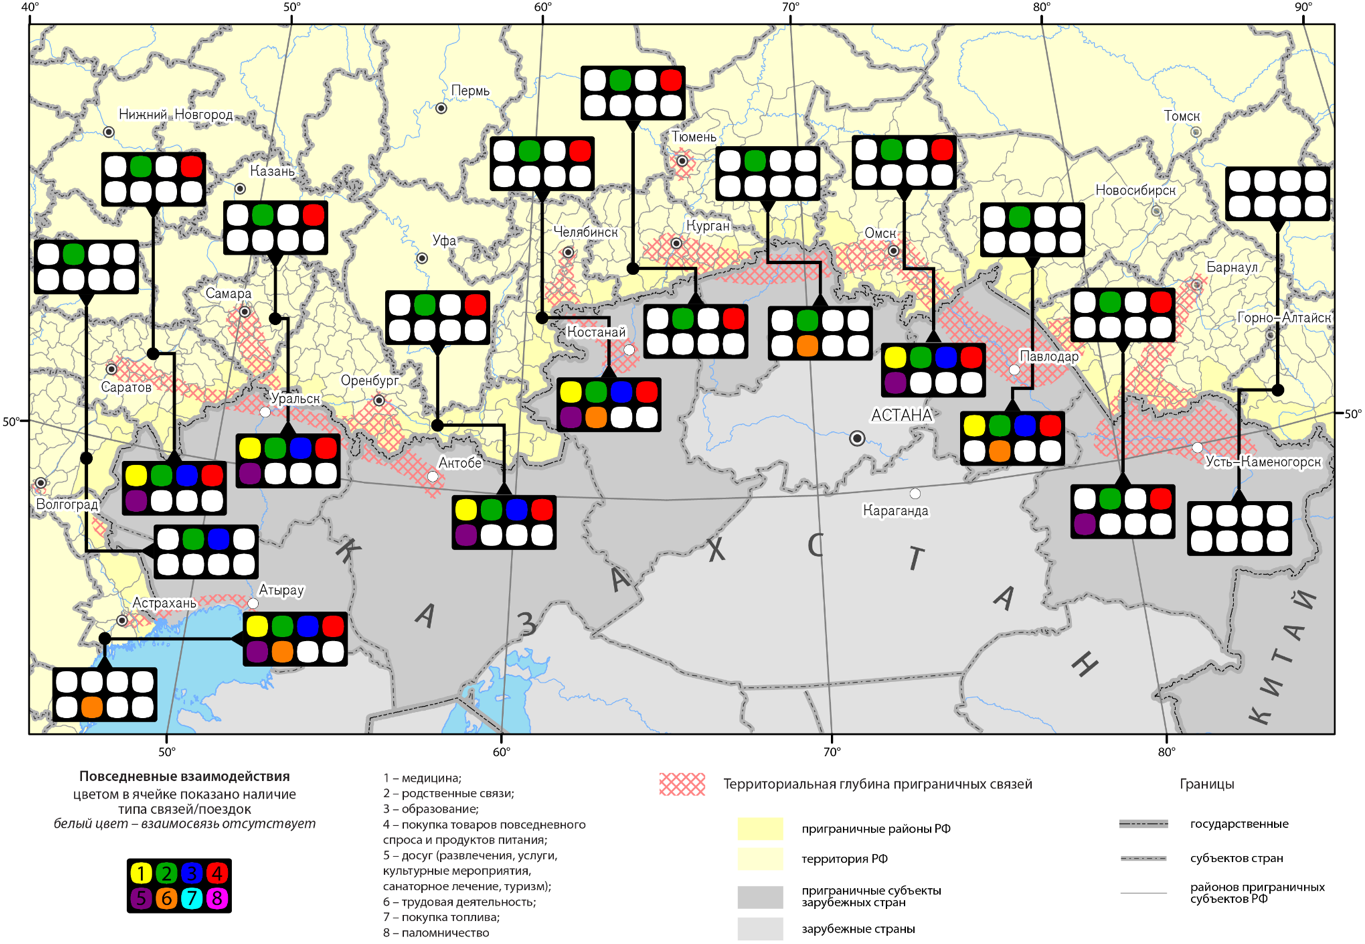 40°
50°
60°
70°
80°
90°
Пермь
Нижний Новгород
Томск
Тюмень
Казань
Новосибирск
Курган
Челябинск
Омск
Уфа
Барнаул
Самара
Горно-Алтайск
Костанай
Павлодар
Саратов
Оренбург
Уральск
50°
50°
АСТАНА
Актобе
Усть-Каменогорск
Волгоград
Караганда
КАЗАХСТАН
Атырау
Астрахань
КИТАЙ
50°
60°
70°
80°
Повседневные взаимодействия
цветом в ячейке показано наличие
типа связей/поездок
белый цвет – взаимосвязь отсутствует
1 2 3 4
5 6 7 8
1 – медицина;
2 – родственные связи;
3 – образование;
4 – покупка товаров повседневного
спроса и продуктов питания;
5 – досуг (развлечения, услуги,
культурные мероприятия,
санаторное лечение, туризм);
6 – трудовая деятельность;
7 – покупка топлива;
8 – паломничество
Территориальная глубина приграничных связей
приграничные районы РФ
территория РФ
приграничные субъекты
зарубежных стран
зарубежные страны
Границы
государственные
субъектов стран
районов приграничных
субъектов РФ